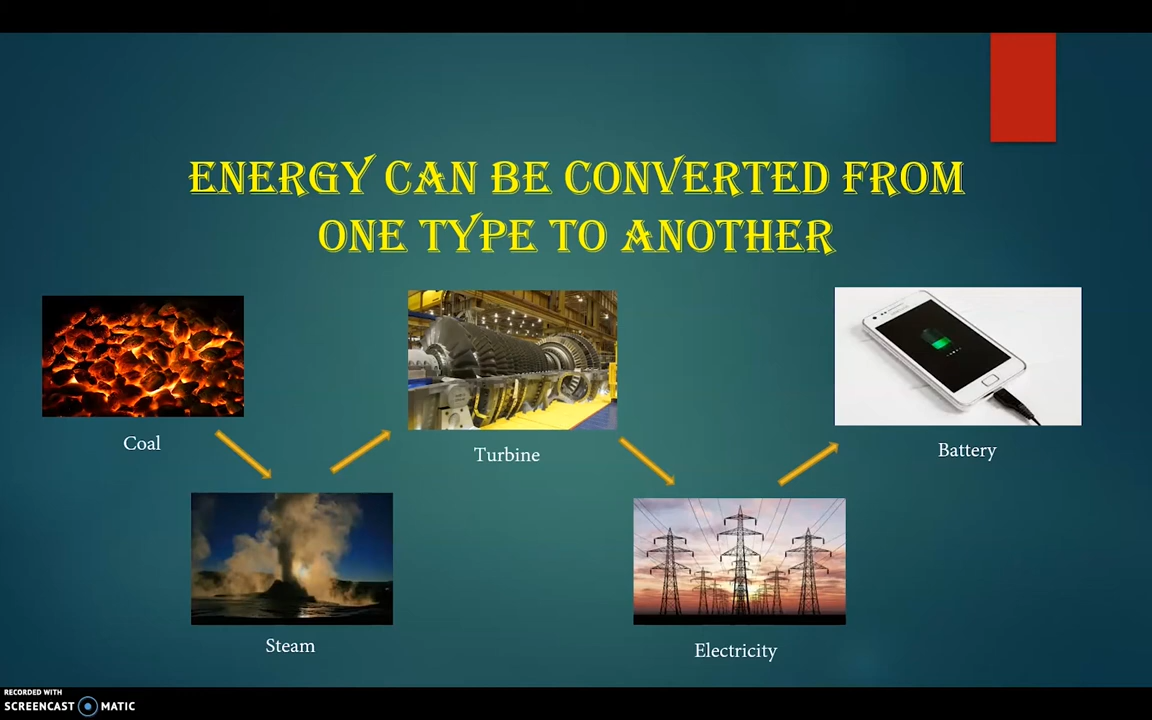 ENERGY CAN BE CONVERTED FROM
ONE TYPE TO ANOTHER
Coal
Turbine
Battery
Steam
Electricity
RECORDED WITH
SCREENCAST MATIC